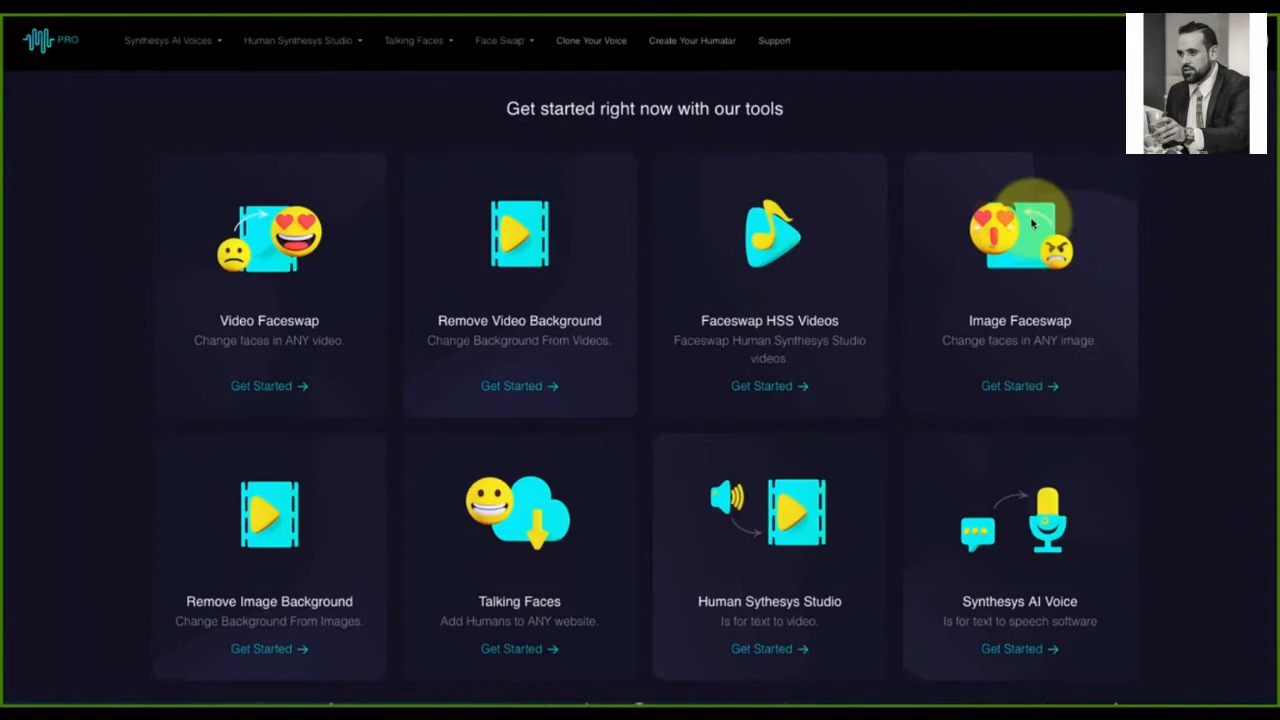 PRO
Synthesys AI Voices
Human Synthesys Studio
Talking Faces
Face Swap
Clone Your Voice
Create Your Humatar
Support
Get started right now with our tools
Video Faceswap
Change faces in ANY video.
Get Started →
Remove Video Background
Change Background From Videos.
Get Started →
Faceswap HSS Videos
Faceswap Human Synthesys Studio
videos.
Get Started →
Image Faceswap
Change faces in ANY image.
Get Started →
Remove Image Background
Change Background From Images.
Get Started →
Talking Faces
Add Humans to ANY website.
Get Started →
Human Sythesys Studio
Is for text to video.
Get Started →
Synthesys AI Voice
Is for text to speech software
Get Started →